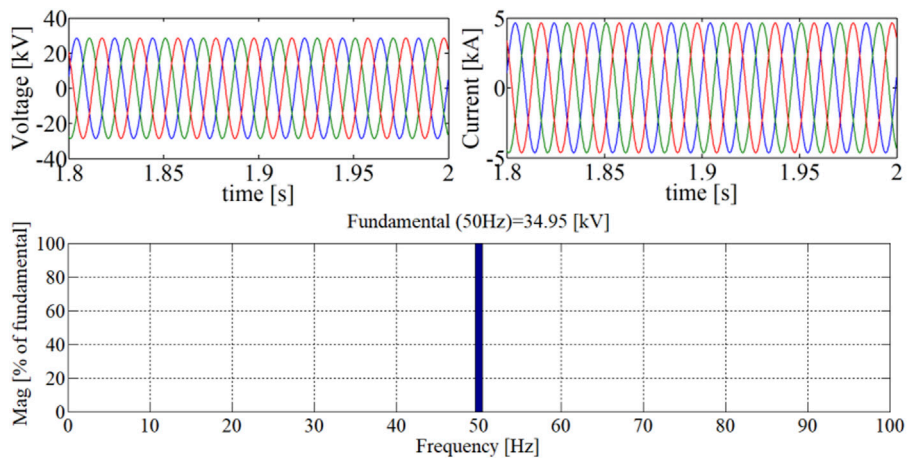 Voltage [kV]
40
20
0
-20
-40
1.8 1.85 1.9 1.95 2
time [s]
Current [kA]
5
0
-5
1.8 1.85 1.9 1.95 2
time [s]
Fundamental (50Hz)=34.95 [kV]
Mag [% of fundamental]
100
80
60
40
20
0
0 10 20 30 40 50 60 70 80 90 100
Frequency [Hz]